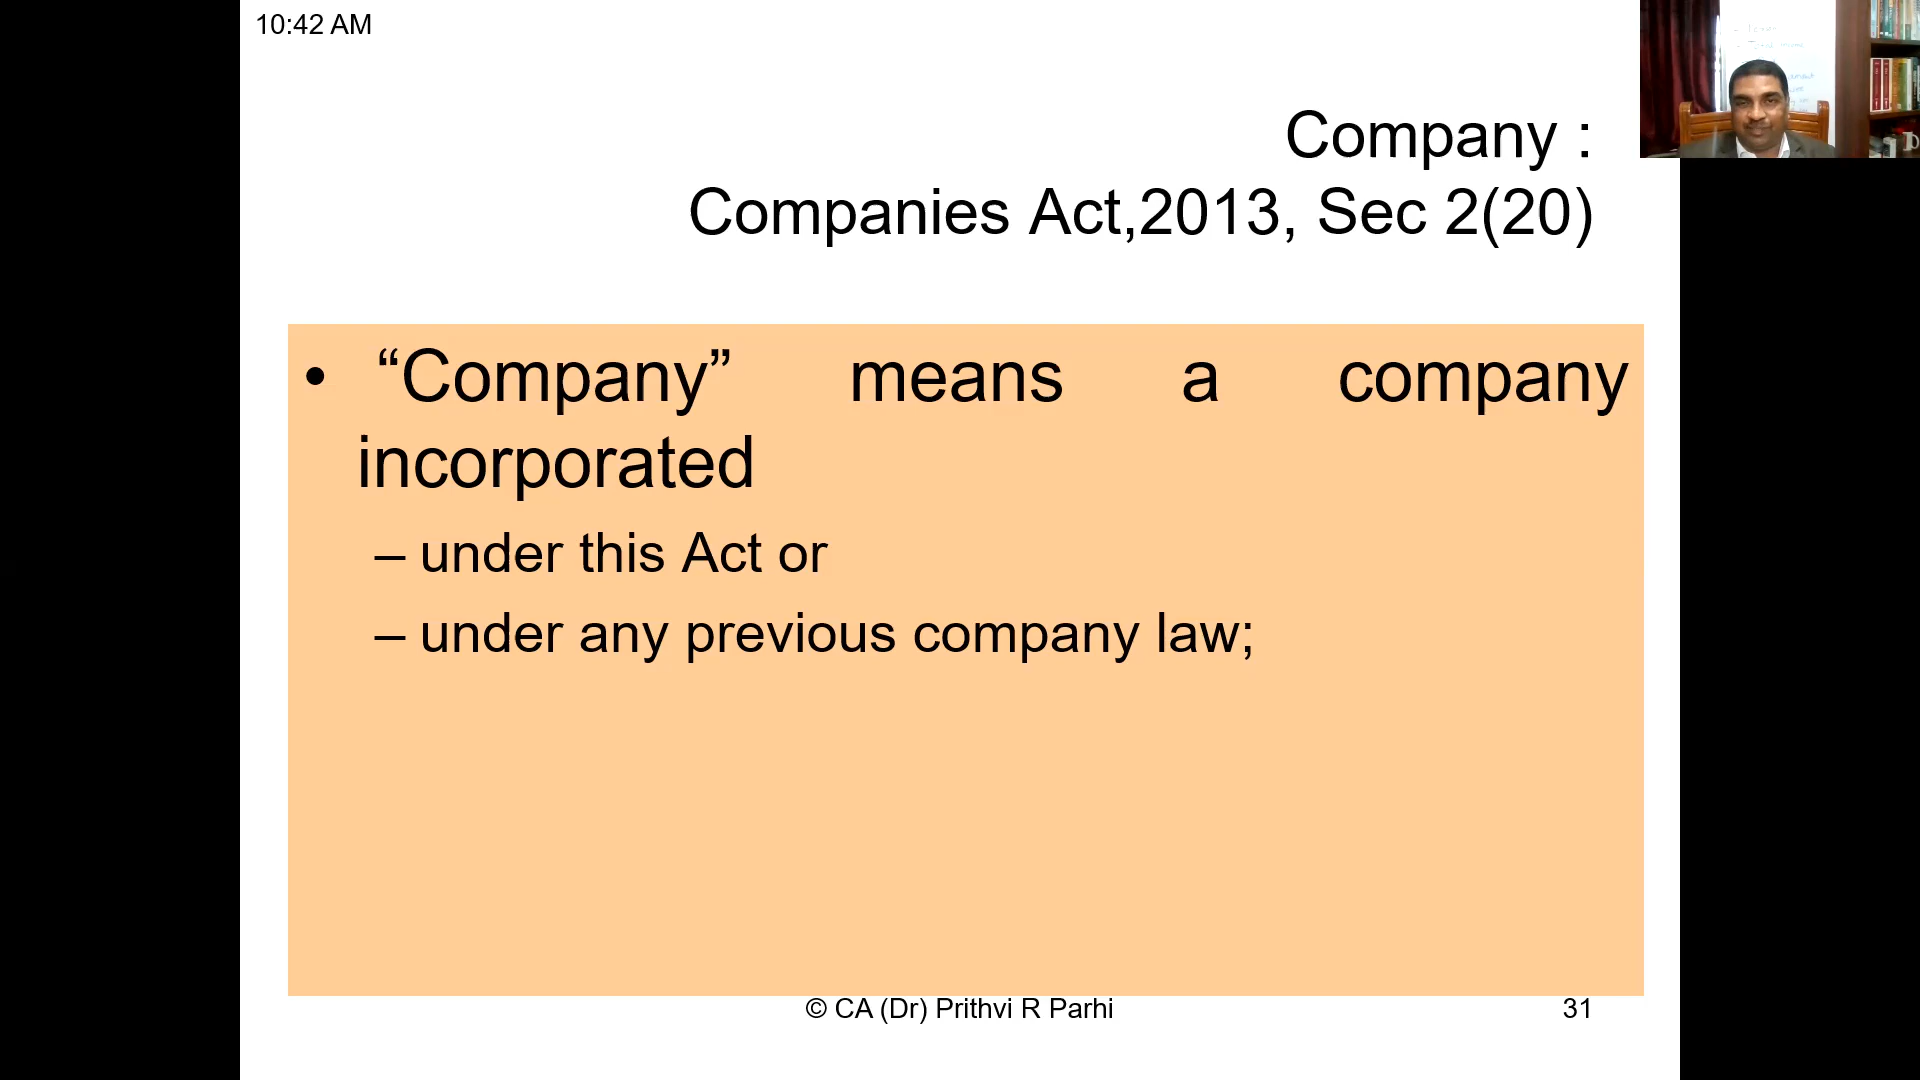 10:42 AM
Company :
Companies Act,2013, Sec 2(20)
• “Company” means a company
incorporated
– under this Act or
– under any previous company law;
© CA (Dr) Prithvi R Parhi
31